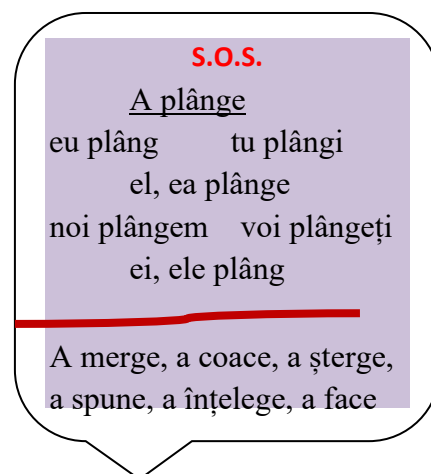 S.O.S.
A plânge
eu plâng tu plângi
el, ea plânge
noi plângem voi plângeți
ei, ele plâng
A merge, a coace, a șterge,
a spune, a înțelege, a face